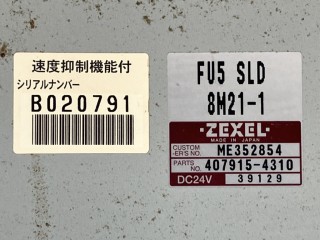 速度抑制機能付
シリアルナンバー
B020791
FU5 SLD
8M21-1
·ZEXEL·
MADE IN JAPAN
CUSTOM
-ER'S NO. ME352854
PARTS
NO. 407915-4310
DC24V 39129